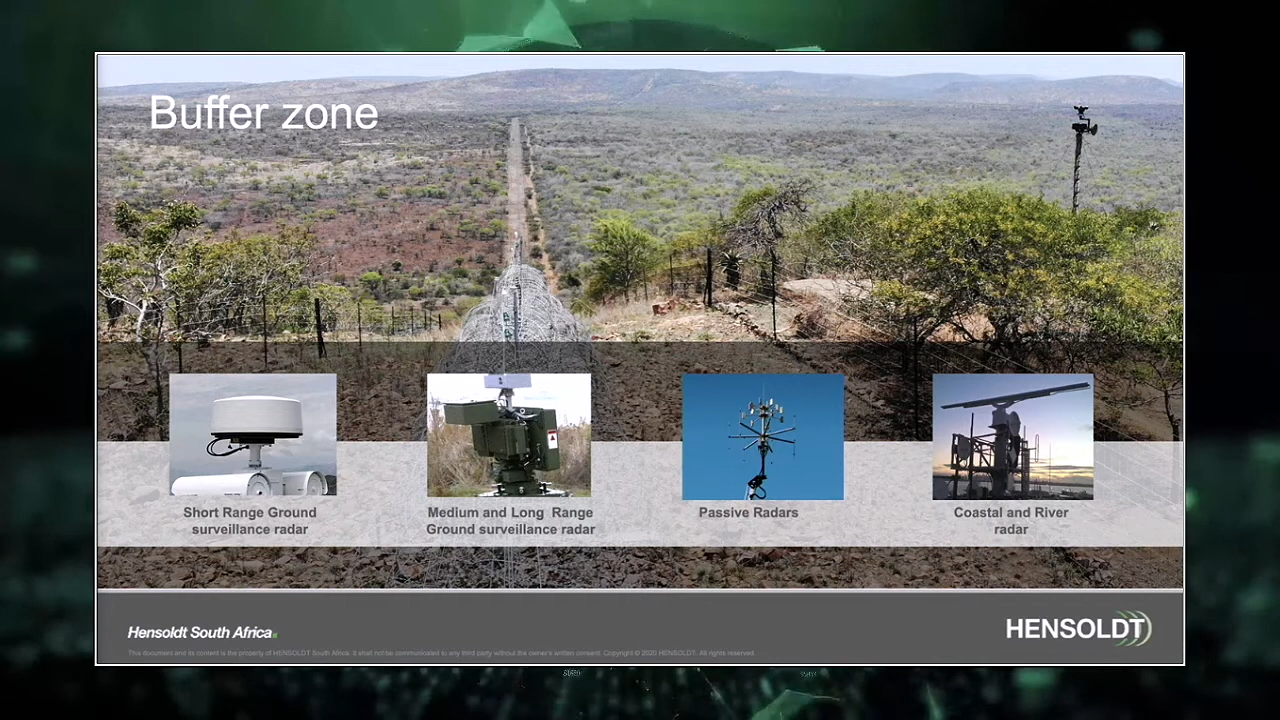 Buffer zone
Short Range Ground
surveillance radar
Medium and Long Range
Ground surveillance radar
Passive Radars
Coastal and River
radar
Hensoldt South Africa.
HENSOLDT
This document and its content is the property of HENSOLDT South Africa. It shall not be communicated to any third party without the owner's written consent. Copyright © 2020 HENSOLDT. All rights reserved.